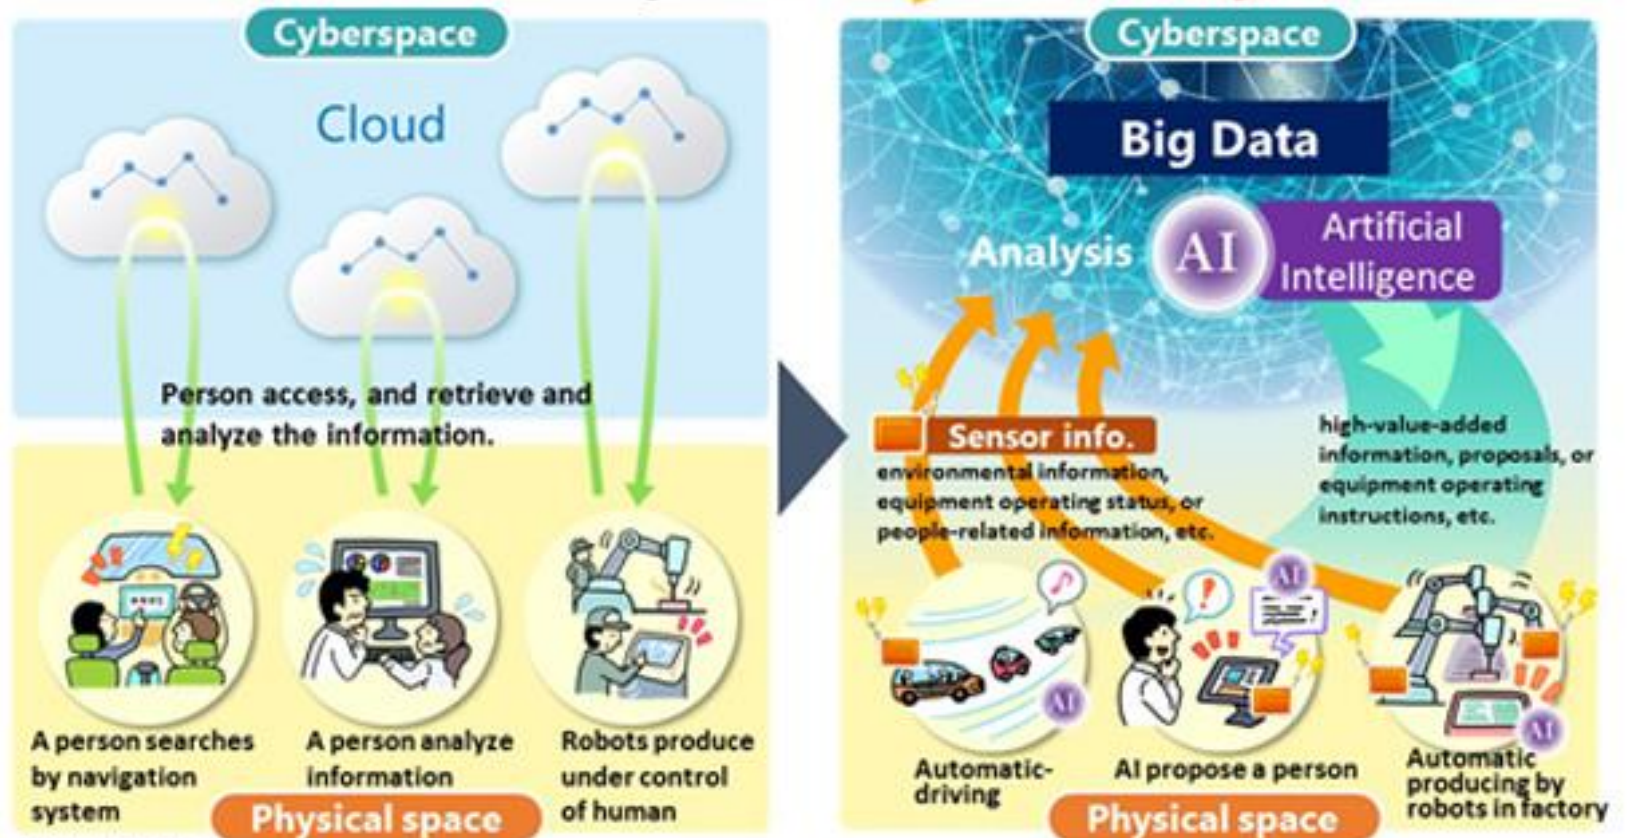 Cyberspace
Cloud
Person access, and retrieve and
analyze the information.
A person searches
by navigation
system
A person analyze
information
Robots produce
under control
of human
Physical space
Cyberspace
Big Data
Analysis
AI
Artificial
Intelligence
Sensor info.
environmental information,
equipment operating status, or
people-related information, etc.
high-value-added
information, proposals, or
equipment operating
instructions, etc.
AI
AI
AI
Automatic-
driving
AI propose a person
Automatic
producing by
robots in factory
Physical space